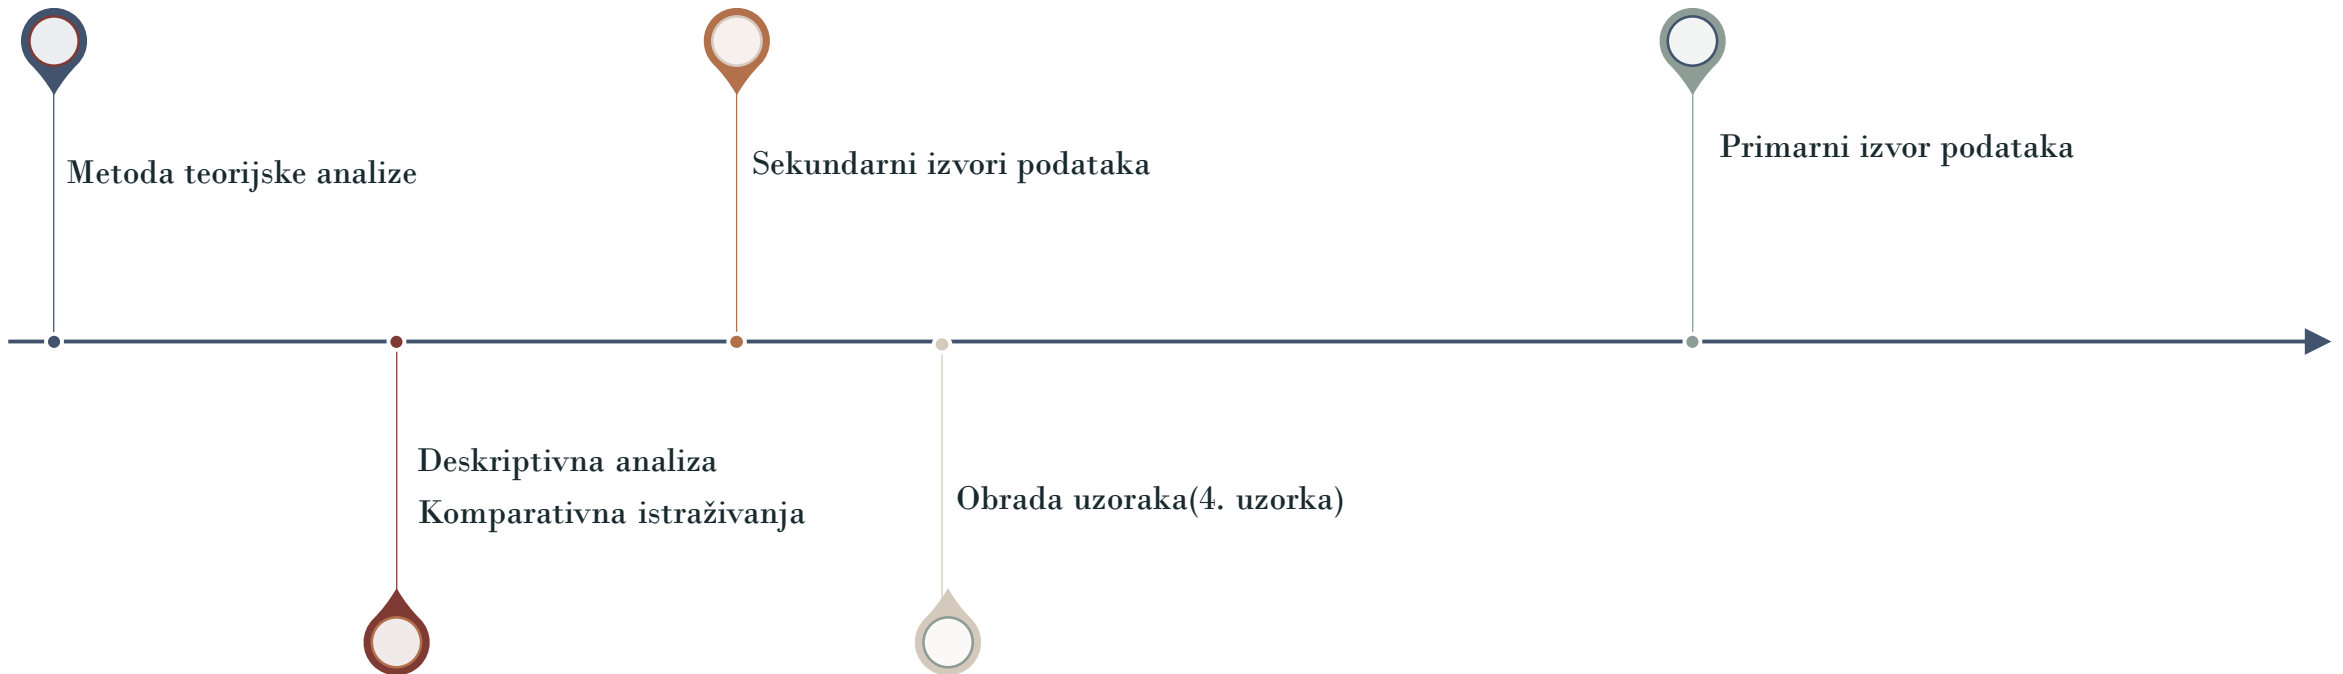 Metoda teorijske analize
Deskriptivna analiza
Komparativna istraživanja
Sekundarni izvori podataka
Obrada uzoraka(4. uzorka)
Primarni izvor podataka